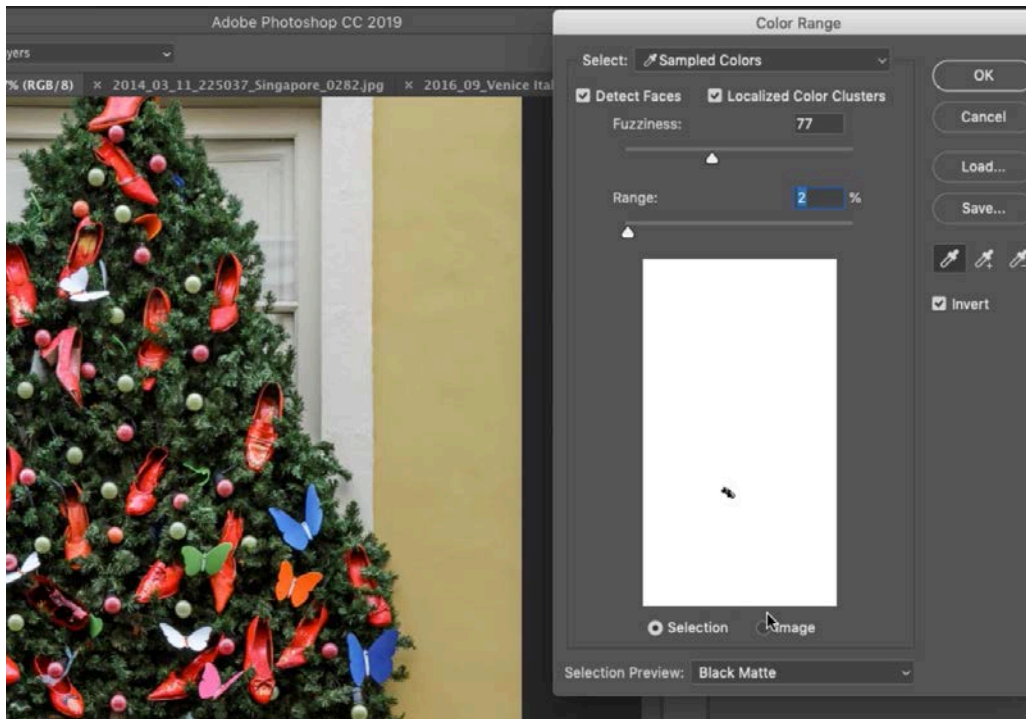 Adobe Photoshop CC 2019
Color Range
yers
% (RGB/8) × 2014_03_11_225037_Singapore_0282.jpg × 2016_09_Venice Ital
Select: Sampled Colors
Detect Faces Localized Color Clusters
Fuzziness: 77
Range: 2 %
OK
Cancel
Load...
Save...
Invert
Selection Image
Selection Preview: Black Matte